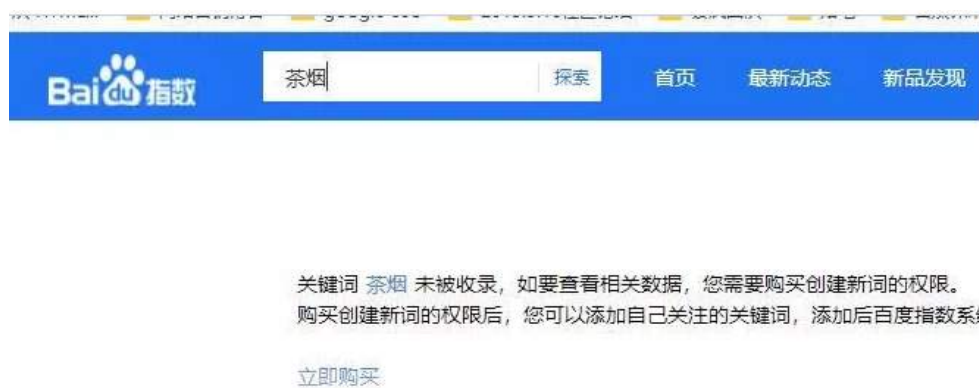 Bai du 指数
茶烟 探索 首页 最新动态 新品发现
关键词 茶烟 未被收录，如要查看相关数据，您需要购买创建新词的权限。
购买创建新词的权限后，您可以添加自己关注的关键词，添加后百度指数系
立即购买